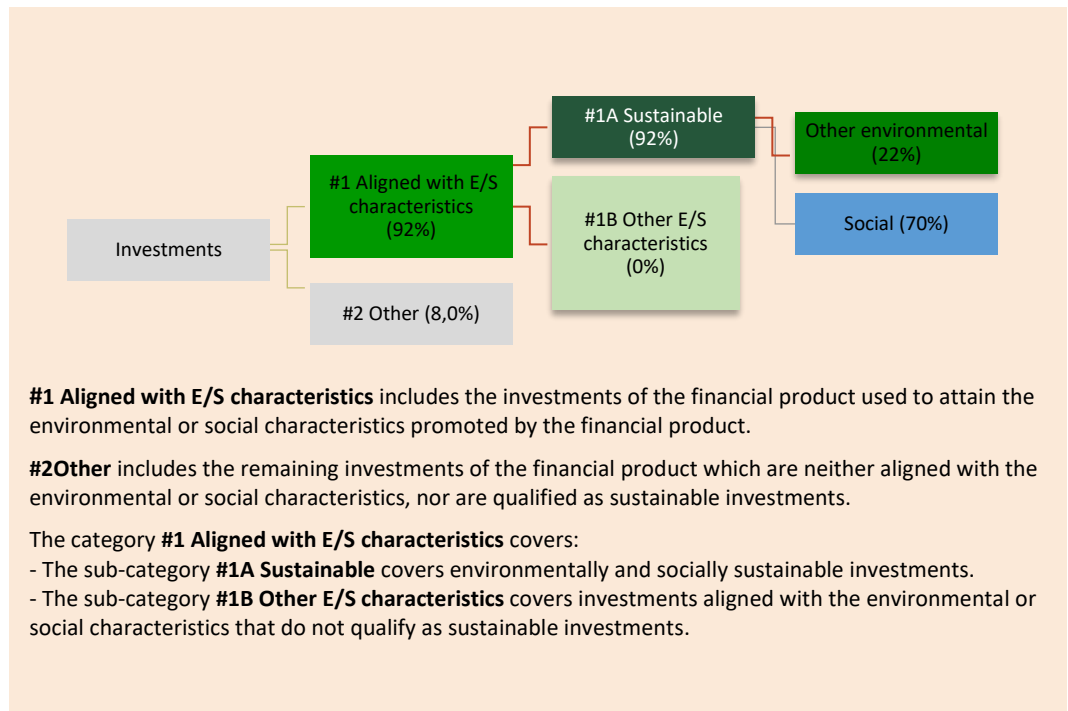 #1A Sustainable
(92%)
Other environmental
(22%)
#1 Aligned with E/S
characteristics
(92%)
#1B Other E/S
characteristics
(0%)
Social (70%)
Investments
#2 Other (8,0%)
#1 Aligned with E/S characteristics includes the investments of the financial product used to attain the
environmental or social characteristics promoted by the financial product.
#2Other includes the remaining investments of the financial product which are neither aligned with the
environmental or social characteristics, nor are qualified as sustainable investments.
The category #1 Aligned with E/S characteristics covers:
- The sub-category #1A Sustainable covers environmentally and socially sustainable investments.
- The sub-category #1B Other E/S characteristics covers investments aligned with the environmental or
social characteristics that do not qualify as sustainable investments.